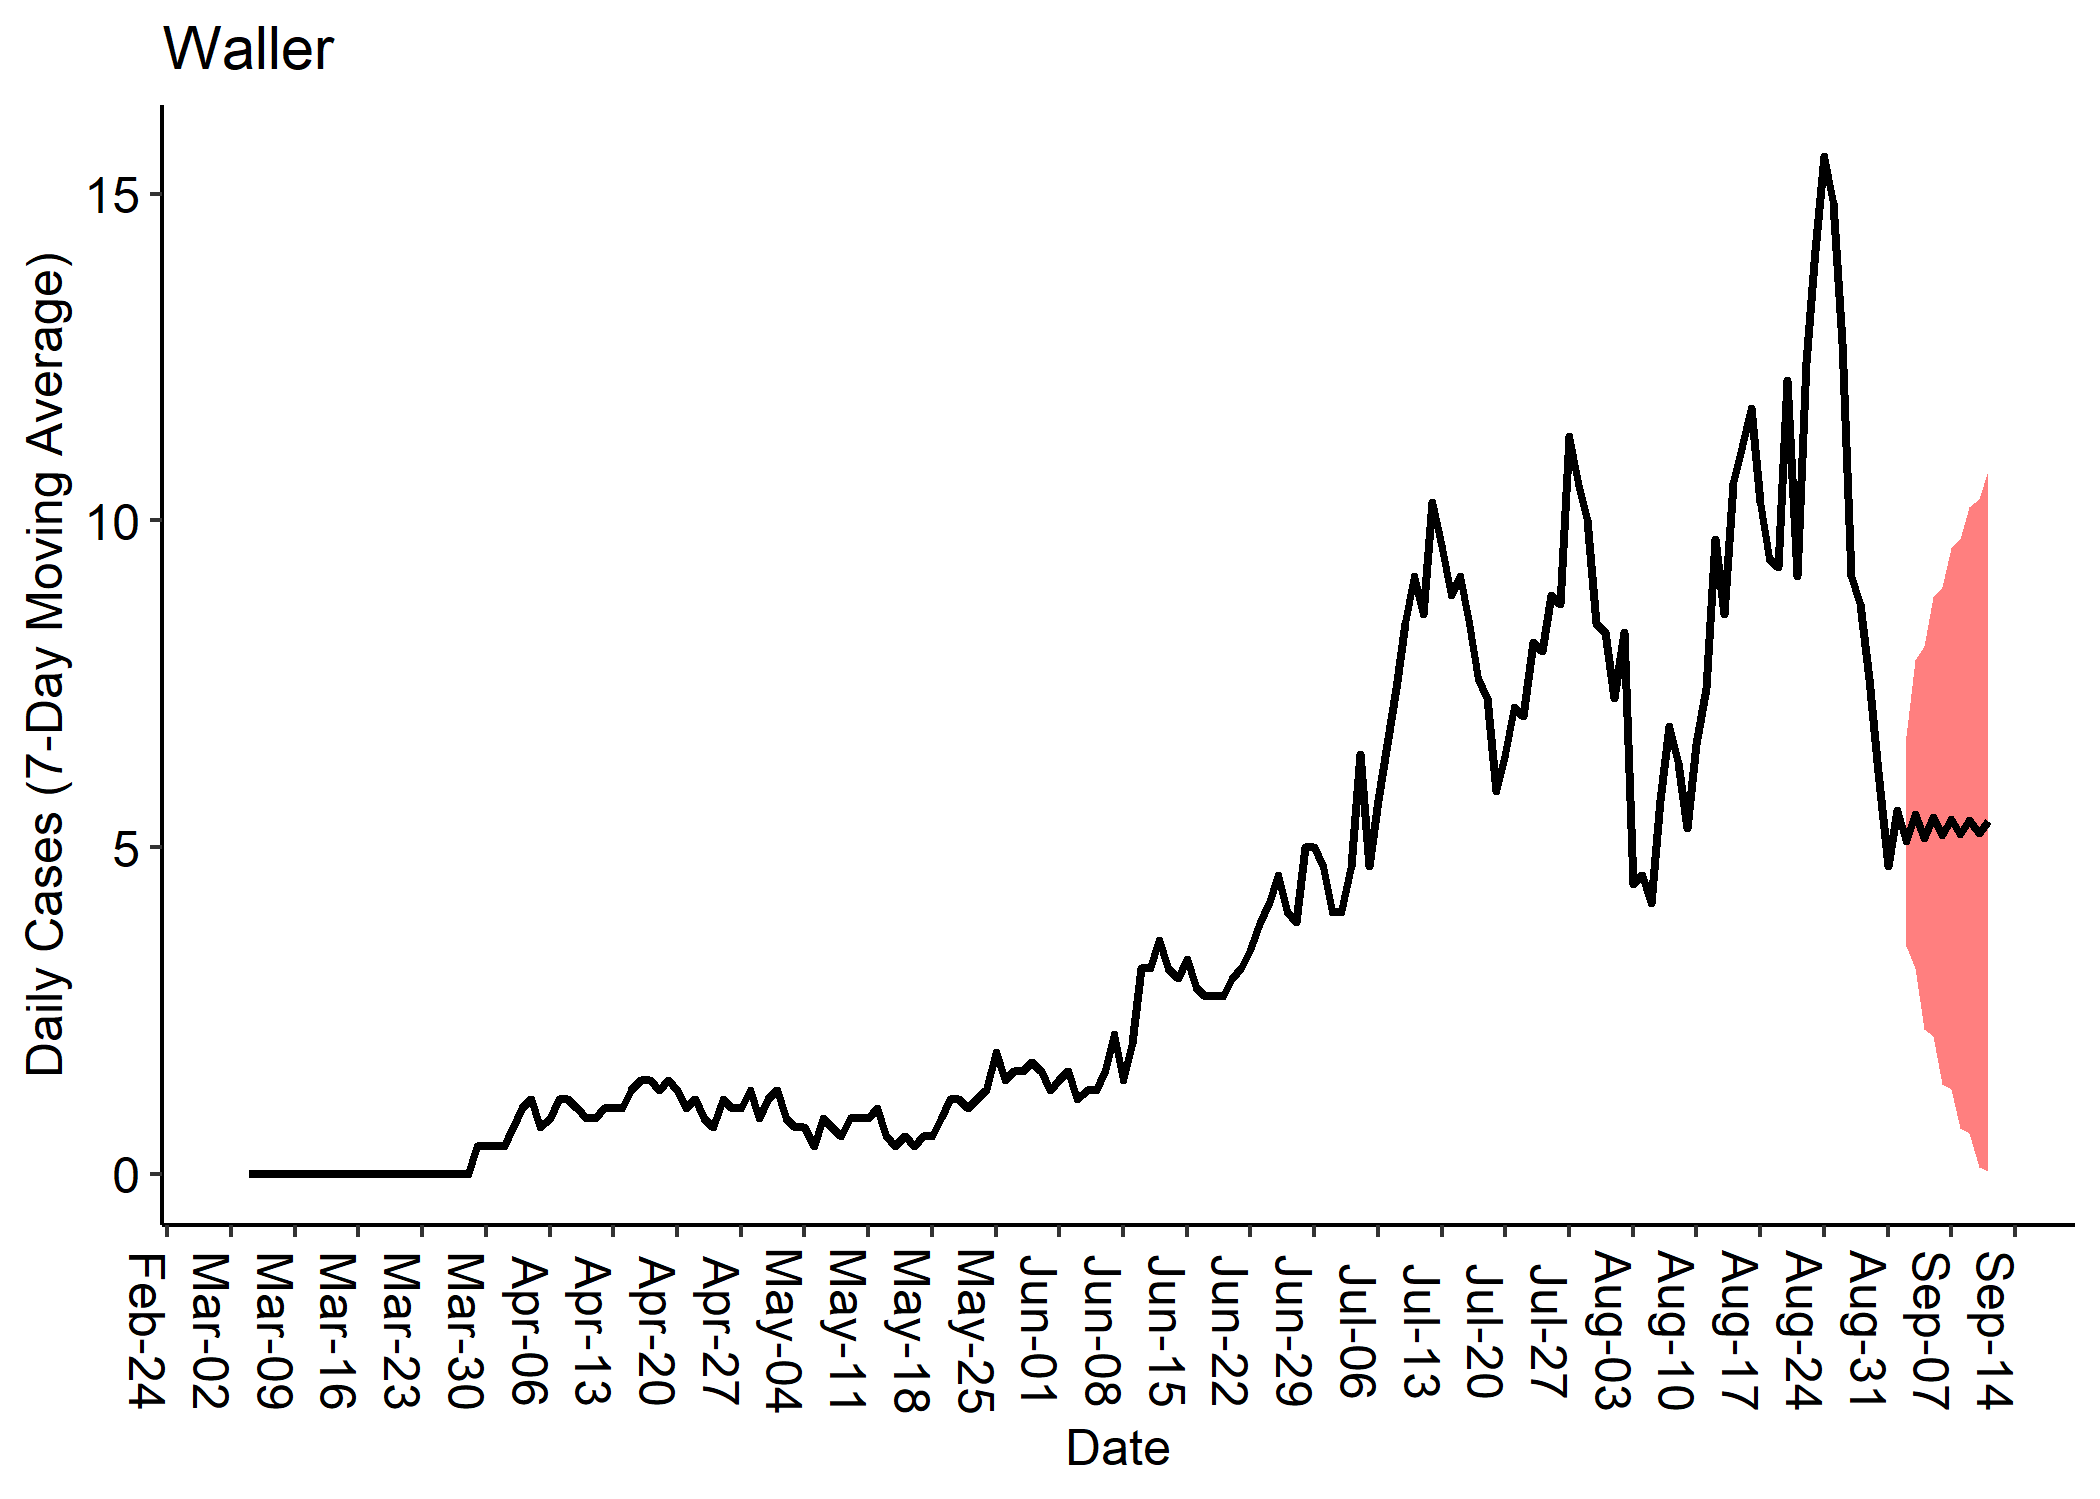 Waller
Daily Cases (7-Day Moving Average)
15
10
5
0
Feb-24
Mar-02
Mar-09
Mar-16
Mar-23
Mar-30
Apr-06
Apr-13
Apr-20
Apr-27
May-04
May-11
May-18
May-25
Jun-01
Jun-08
Jun-15
Jun-22
Jun-29
Jul-06
Jul-13
Jul-20
Jul-27
Aug-03
Aug-10
Aug-17
Aug-24
Aug-31
Sep-07
Sep-14
Date